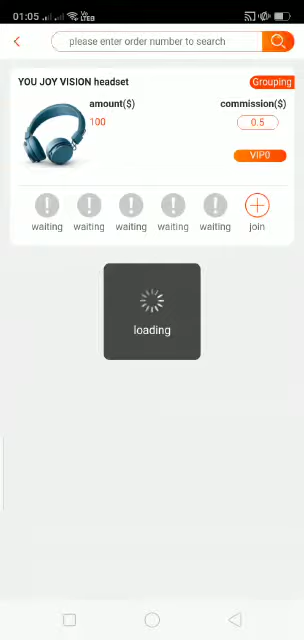 01:05
please enter order number to search
YOU JOY VISION headset
Grouping
amount($)
commission($)
100
0.5
VIP0
waiting waiting waiting waiting waiting join
loading